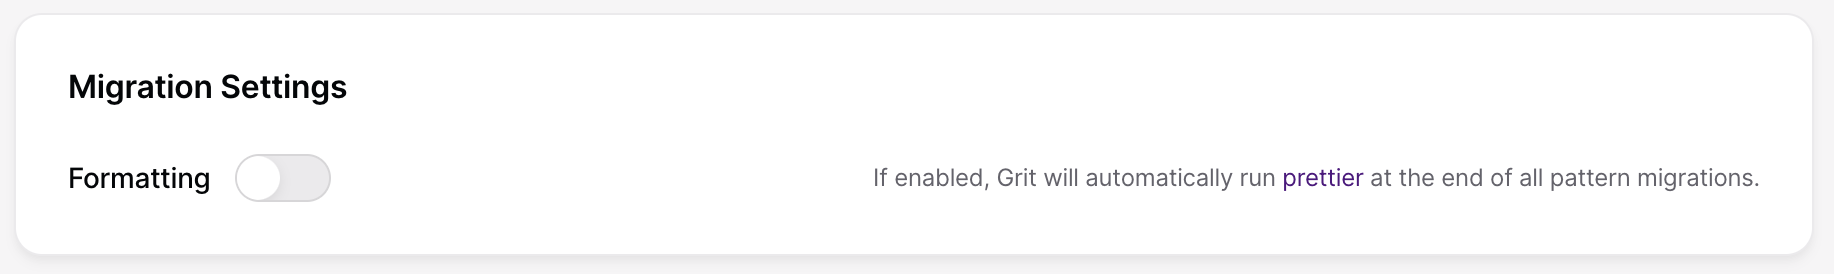 Migration Settings
Formatting
If enabled, Grit will automatically run prettier at the end of all pattern migrations.